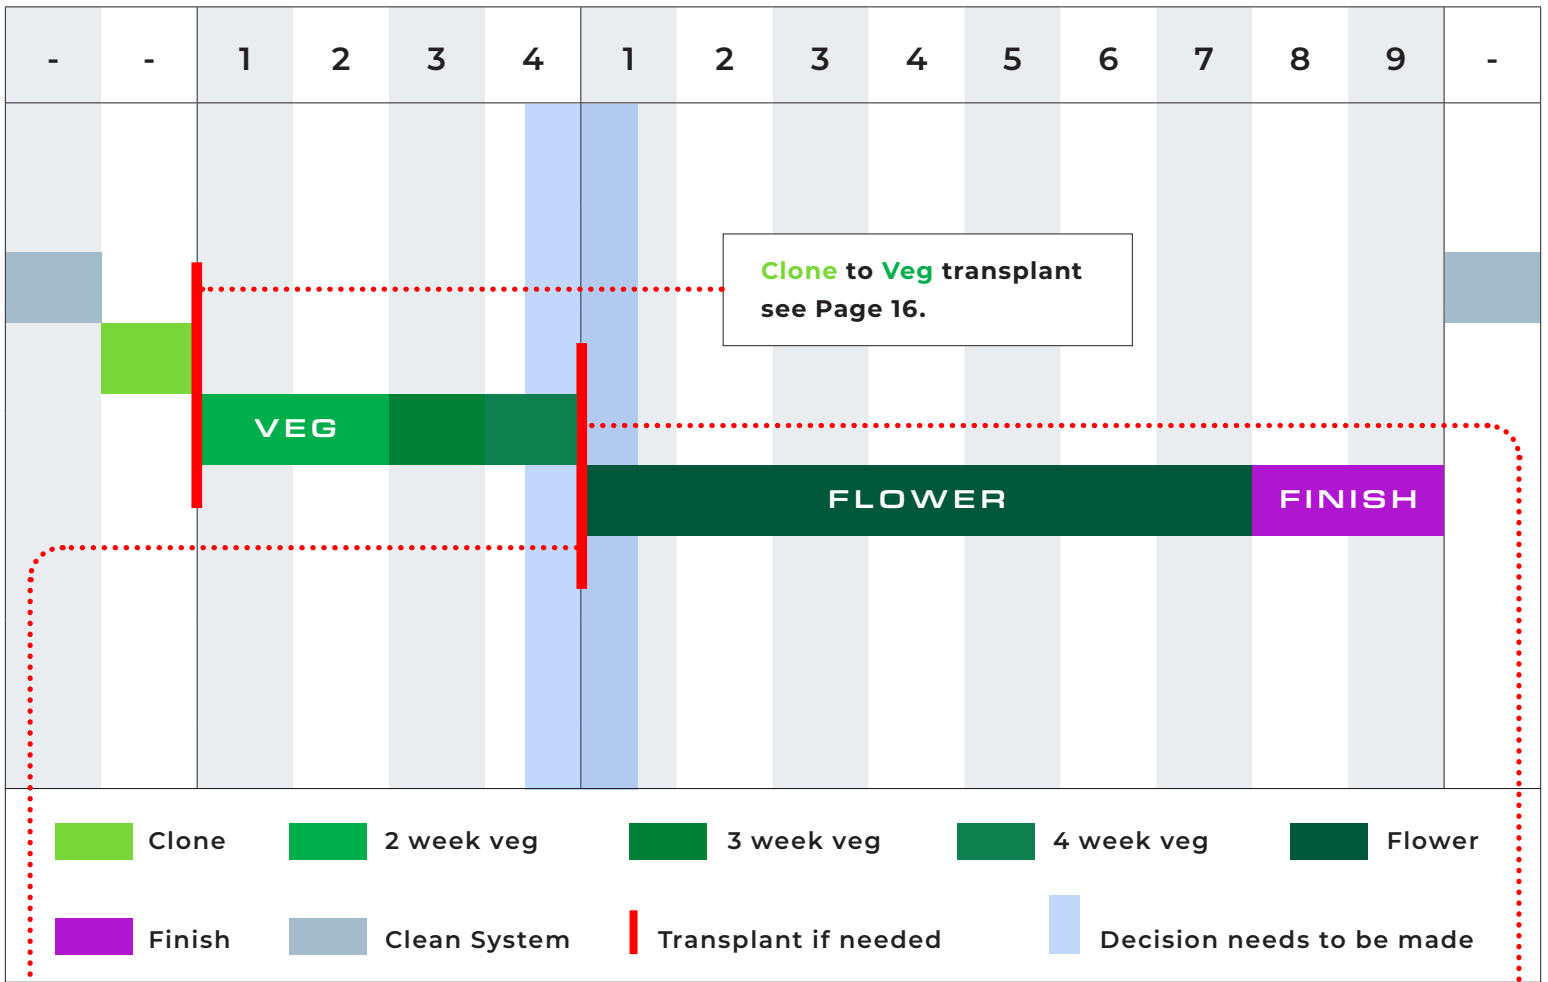 - - 1 2 3 4 1 2 3 4 5 6 7 8 9 -
Clone to Veg transplant
see Page 16.
VEG
FLOWER FINISH
Clone 2 week veg 3 week veg 4 week veg Flower
Finish Clean System Transplant if needed Decision needs to be made